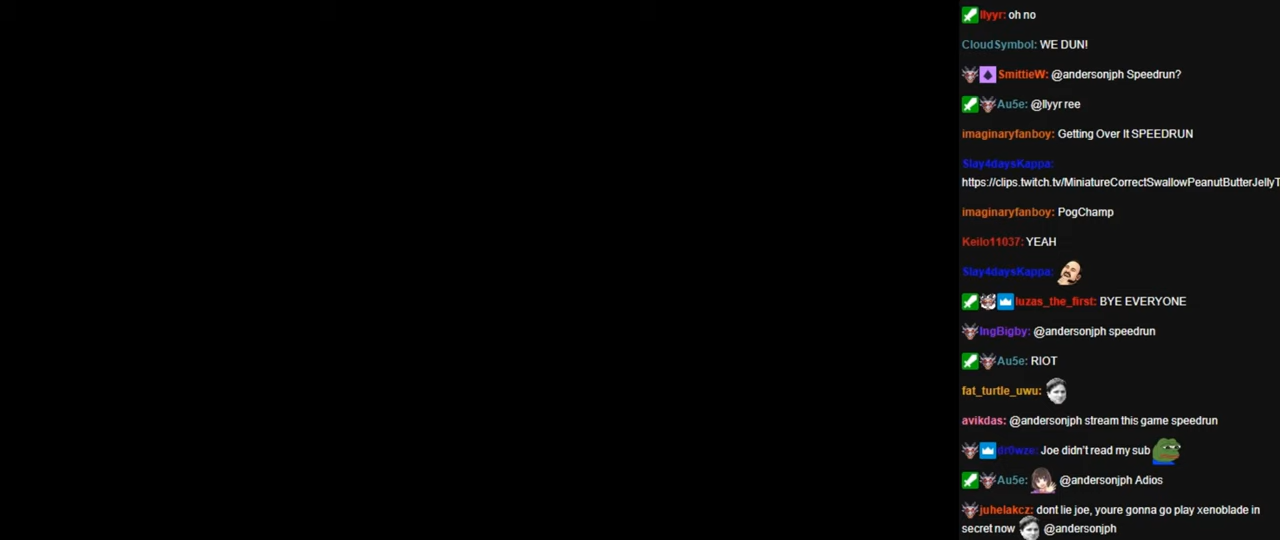 llyyr: oh no
CloudSymbol: WE DUN!
SmittieW: @andersonjph Speedrun?
Au5e: @llyyr ree
imaginaryfanboy: Getting Over It SPEEDRUN
Slay4daysKappa:
https://clips.twitch.tv/MiniatureCorrectSwallowPeanutButterJellyT
imaginaryfanboy: PogChamp
Keilo11037: YEAH
Slay4daysKappa:
luzas_the_first: BYE EVERYONE
IngBigby: @andersonjph speedrun
Au5e: RIOT
fat_turtle_uwu:
avikdas: @andersonjph stream this game speedrun
dr0wze: Joe didn't read my sub
Au5e: @andersonjph Adios
juhelakcz: dont lie joe, youre gonna go play xenoblade in
secret now @andersonjph